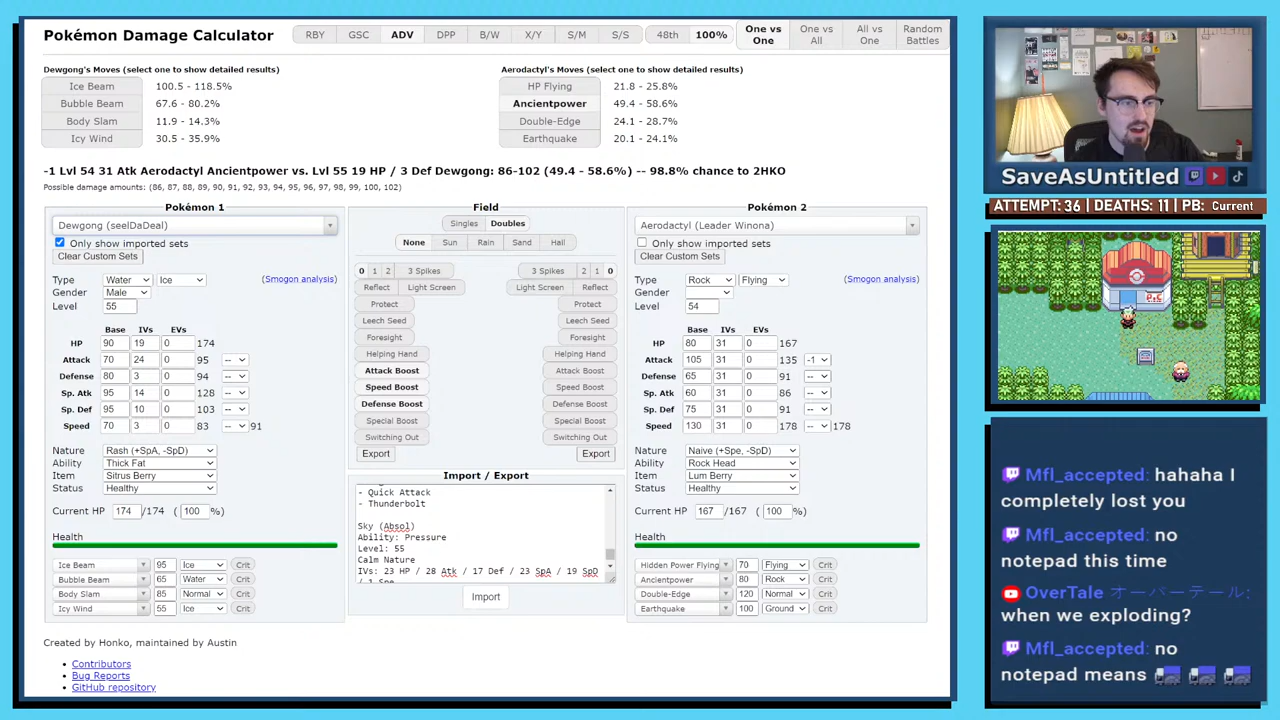 Pokémon Damage Calculator
RBY GSC ADV DPP B/W X/Y S/M S/S 48th 100% One vs One One vs All All vs One Random Battles
Dewgong's Moves (select one to show detailed results)
Ice Beam 100.5 - 118.5%
Bubble Beam 67.6 - 80.2%
Body Slam 11.9 - 14.3%
Icy Wind 30.5 - 35.9%
Aerodactyl's Moves (select one to show detailed results)
HP Flying 21.8 - 25.8%
Ancientpower 49.4 - 58.6%
Double-Edge 24.1 - 28.7%
Earthquake 20.1 - 24.1%
-1 Lvl 54 31 Atk Aerodactyl Ancientpower vs. Lvl 55 19 HP / 3 Def Dewgong: 86-102 (49.4 - 58.6%) -- 98.8% chance to 2HKO
Possible damage amounts: (86, 87, 88, 89, 90, 91, 92, 93, 94, 95, 96, 97, 98, 99, 100, 102)
Pokémon 1
Dewgong (seelDaDeal)
Only show imported sets
Clear Custom Sets
Type Water Ice (Smogon analysis)
Gender Male
Level 55
Base IVs EVs
HP 90 19 0 174
Attack 70 24 0 95 --
Defense 80 3 0 94 --
Sp. Atk 95 14 0 128 --
Sp. Def 95 10 0 103 --
Speed 70 3 0 83 -- 91
Nature Rash (+SpA, -SpD)
Ability Thick Fat
Item Sitrus Berry
Status Healthy
Current HP 174 /174 ( 100 %)
Health
Ice Beam 95 Ice Crit
Bubble Beam 65 Water Crit
Body Slam 85 Normal Crit
Icy Wind 55 Ice Crit
Field
Singles Doubles
None Sun Rain Sand Hail
0 1 2 3 Spikes 3 Spikes 2 1 0
Reflect Light Screen Light Screen Reflect
Protect Protect
Leech Seed Leech Seed
Foresight Foresight
Helping Hand Helping Hand
Attack Boost Attack Boost
Speed Boost Speed Boost
Defense Boost Defense Boost
Special Boost Special Boost
Switching Out Switching Out
Export Export
Import / Export
- Quick Attack
- Thunderbolt
Sky (Absol)
Ability: Pressure
Level: 55
Calm Nature
IVs: 23 HP / 28 Atk / 17 Def / 23 SpA / 19 SpD
/ 1 Spe
Import
Pokémon 2
Aerodactyl (Leader Winona)
Only show imported sets
Clear Custom Sets
Type Rock Flying (Smogon analysis)
Gender
Level 54
Base IVs EVs
HP 80 31 0 167
Attack 105 31 0 135 -1
Defense 65 31 0 91 --
Sp. Atk 60 31 0 86 --
Sp. Def 75 31 0 91 --
Speed 130 31 0 178 -- 178
Nature Naive (+Spe, -SpD)
Ability Rock Head
Item Lum Berry
Status Healthy
Current HP 167 /167 ( 100 %)
Health
Hidden Power Flying 70 Flying Crit
Ancientpower 80 Rock Crit
Double-Edge 120 Normal Crit
Earthquake 100 Ground Crit
Created by Honko, maintained by Austin
• Contributors
• Bug Reports
• GitHub repository
SaveAsUntitled
ATTEMPT: 36 | DEATHS: 11 | PB: Current
P.C
Mfl_accepted: hahaha I
completely lost you
Mfl_accepted: no
notepad this time
OverTale オーバーテール:
when we exploding?
Mfl_accepted: no
notepad means